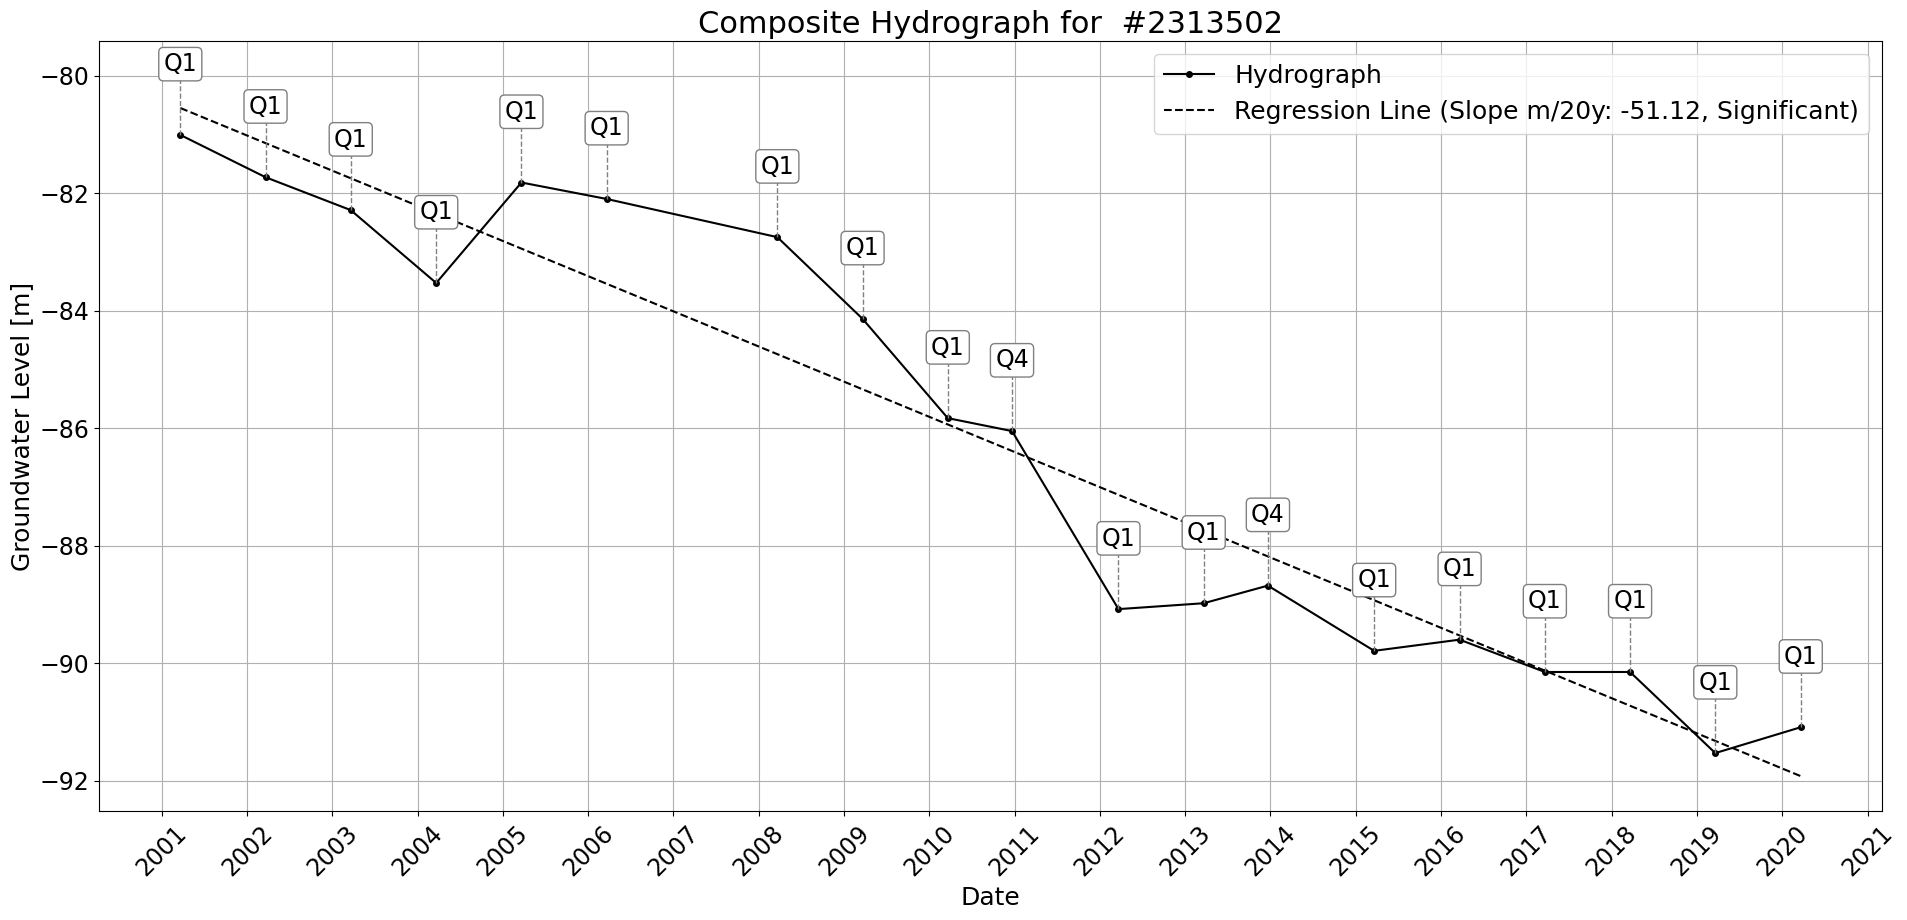 Composite Hydrograph for  #2313502
Hydrograph
Regression Line (Slope m/20y: -51.12, Significant)
Groundwater Level [m]
−80
−82
−84
−86
−88
−90
−92
Q1
Q1
Q1
Q1
Q1
Q1
Q1
Q1
Q1
Q4
Q1
Q1
Q4
Q1
Q1
Q1
Q1
Q1
Q1
2001
2002
2003
2004
2005
2006
2007
2008
2009
2010
2011
2012
2013
2014
2015
2016
2017
2018
2019
2020
2021
Date